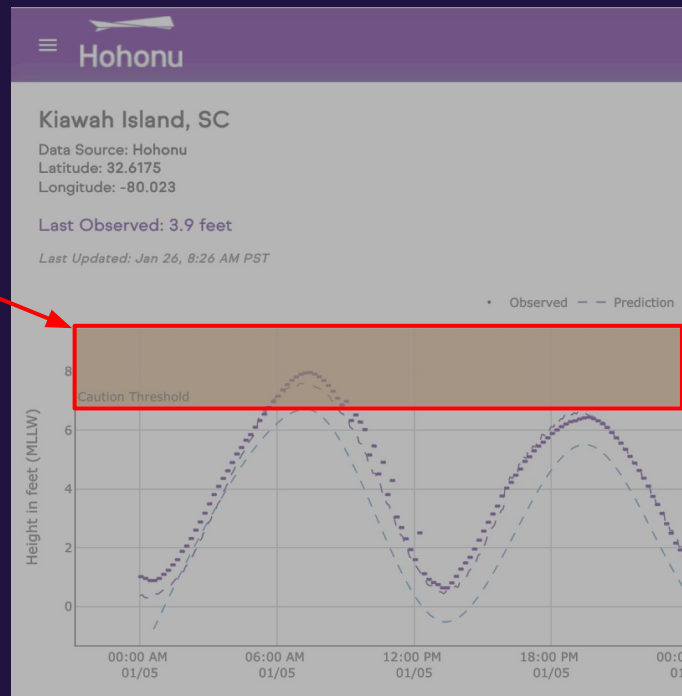 Hohonu
Kiawah Island, SC
Data Source: Hohonu
Latitude: 32.6175
Longitude: -80.023
Last Observed: 3.9 feet
Last Updated: Jan 26, 8:26 AM PST
Observed
Prediction
Caution Threshold
Height in feet (MLLW)
8
6
4
2
0
00:00 AM
01/05
06:00 AM
01/05
12:00 PM
01/05
18:00 PM
01/05